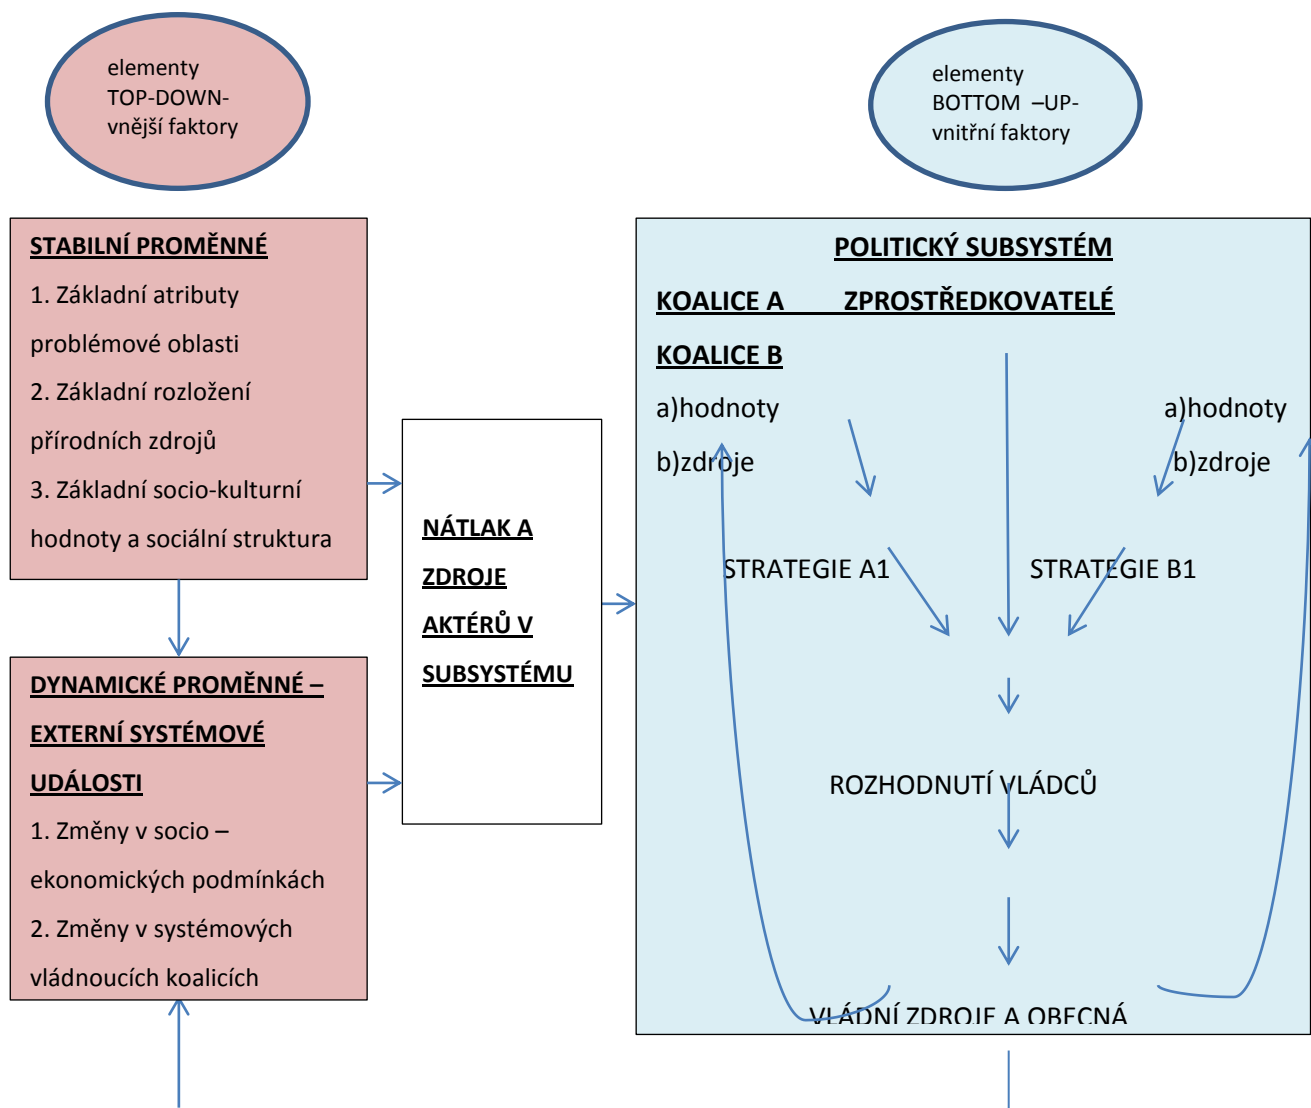 elementy
TOP-DOWN-
vnější faktory
elementy
BOTTOM –UP-
vnitřní faktory
STABILNÍ PROMĚNNÉ
1. Základní atributy
problémové oblasti
2. Základní rozložení
přírodních zdrojů
3. Základní socio-kulturní
hodnoty a sociální struktura
DYNAMICKÉ PROMĚNNÉ –
EXTERNÍ SYSTÉMOVÉ
UDÁLOSTI
1. Změny v socio –
ekonomických podmínkách
2. Změny v systémových
vládnoucích koalicích
NÁTLAK A
ZDROJE
AKTÉRŮ V
SUBSYSTÉMU
POLITICKÝ SUBSYSTÉM
KOALICE A ZPROSTŘEDKOVATELÉ
KOALICE B
a)hodnoty a)hodnoty
b)zdroje b)zdroje
STRATEGIE A1 STRATEGIE B1
ROZHODNUTÍ VLÁDCŮ
VLÁDNÍ ZDROJE A OBECNÁ